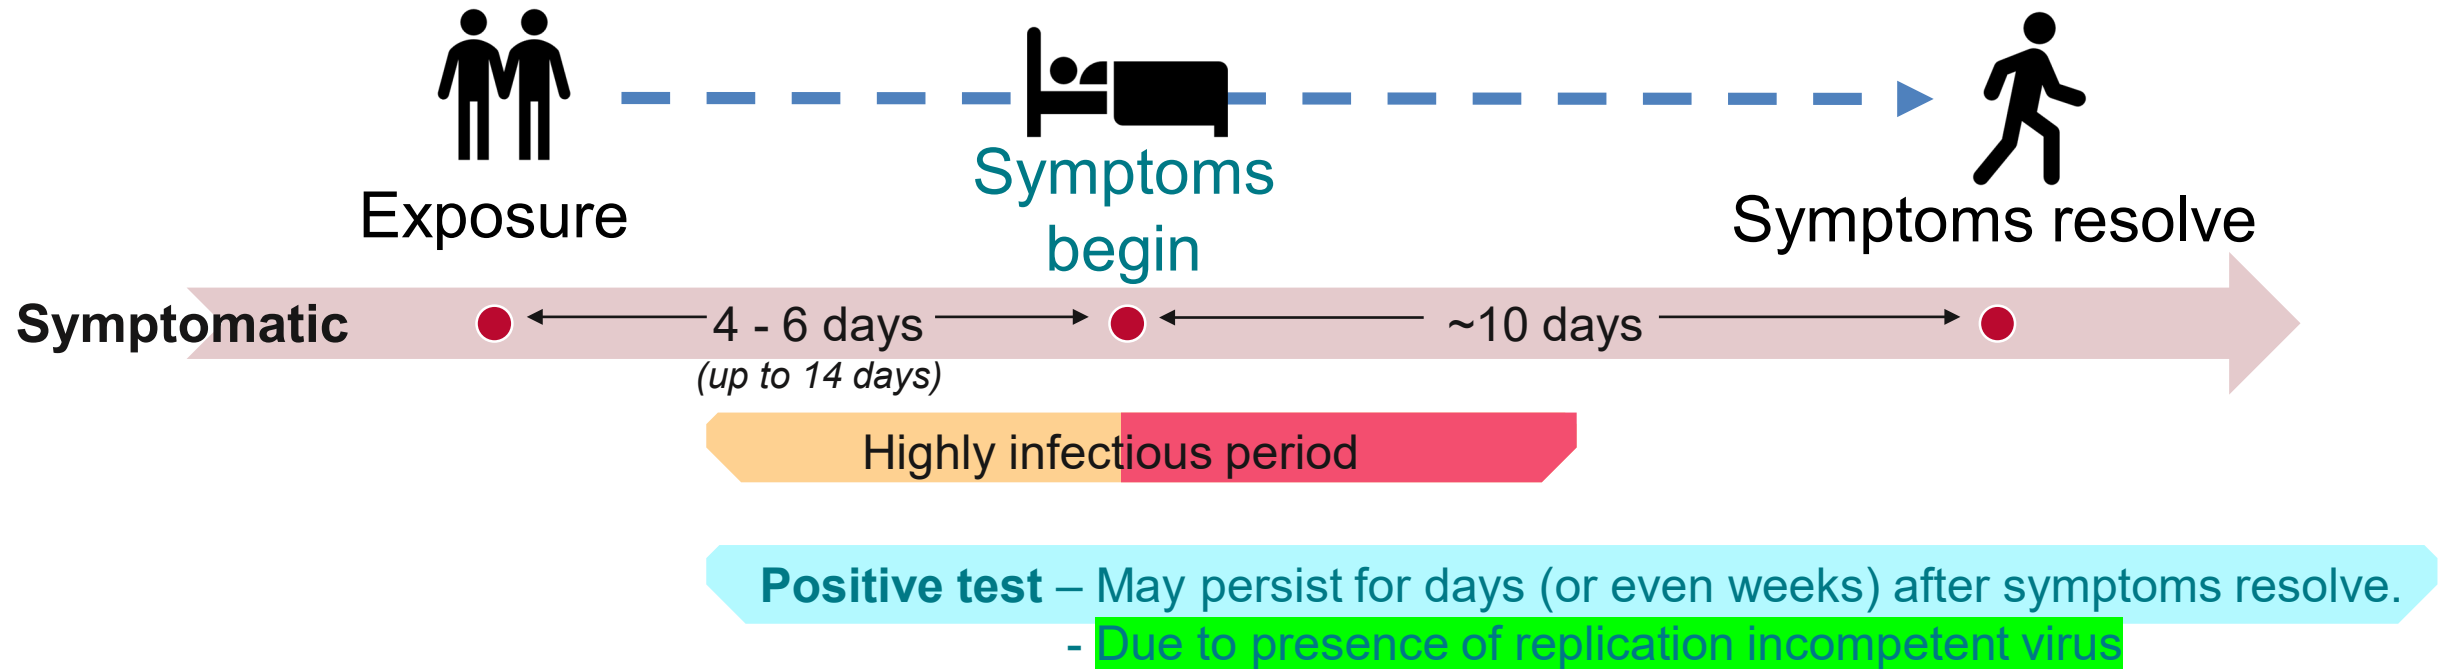 Exposure
Symptoms
begin
Symptoms resolve
Symptomatic
4 - 6 days
(up to 14 days)
~10 days
Highly infectious period
Positive test – May persist for days (or even weeks) after symptoms resolve.
- Due to presence of replication incompetent virus